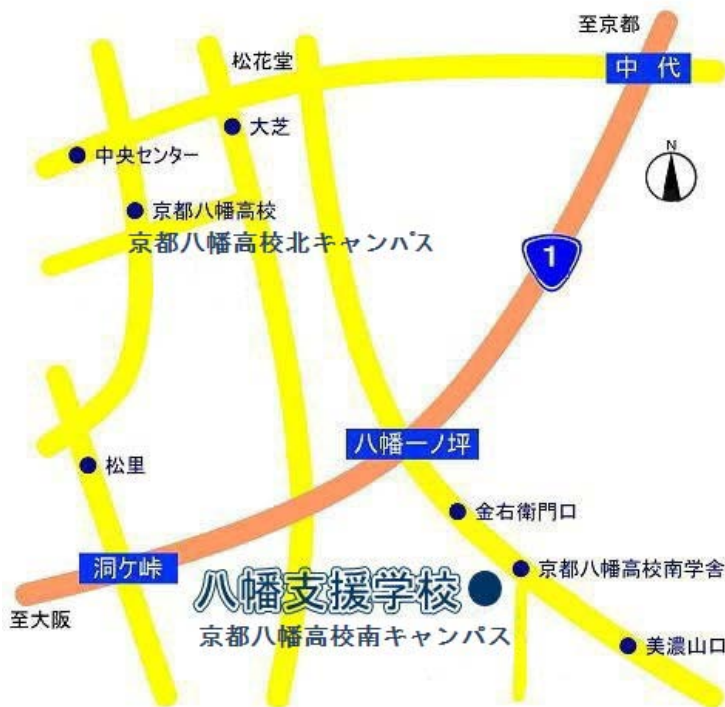 至京都
松花堂
中代
大芝
中央センター
N
京都八幡高校
京都八幡高校北キャンパス
1
八幡一ノ坪
松里
金右衛門口
洞ケ峠
八幡支援学校
京都八幡高校南学舎
至大阪
京都八幡高校南キャンパス
美濃山口